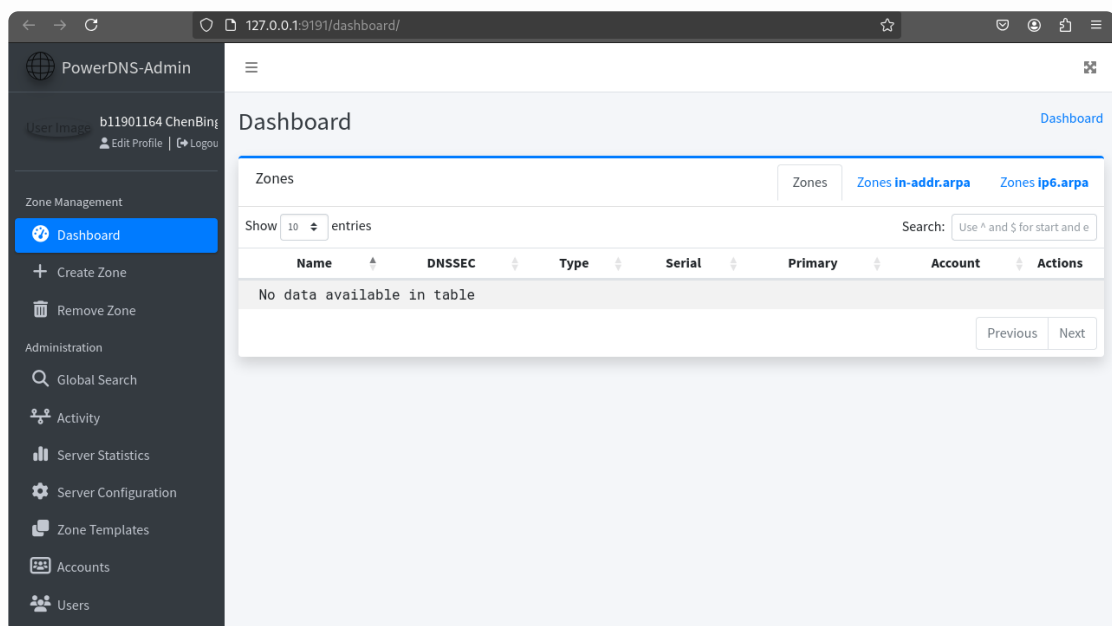 127.0.0.1:9191/dashboard/
PowerDNS-Admin
User Image
b11901164 ChenBing
Edit Profile | Logou
Zone Management
Dashboard
Create Zone
Remove Zone
Administration
Global Search
Activity
Server Statistics
Server Configuration
Zone Templates
Accounts
Users
Dashboard
Dashboard
Zones
Zones
Zones in-addr.arpa
Zones ip6.arpa
Show 10 entries
Search: Use ^ and $ for start and e
Name DNSSEC Type Serial Primary Account Actions
No data available in table
Previous Next